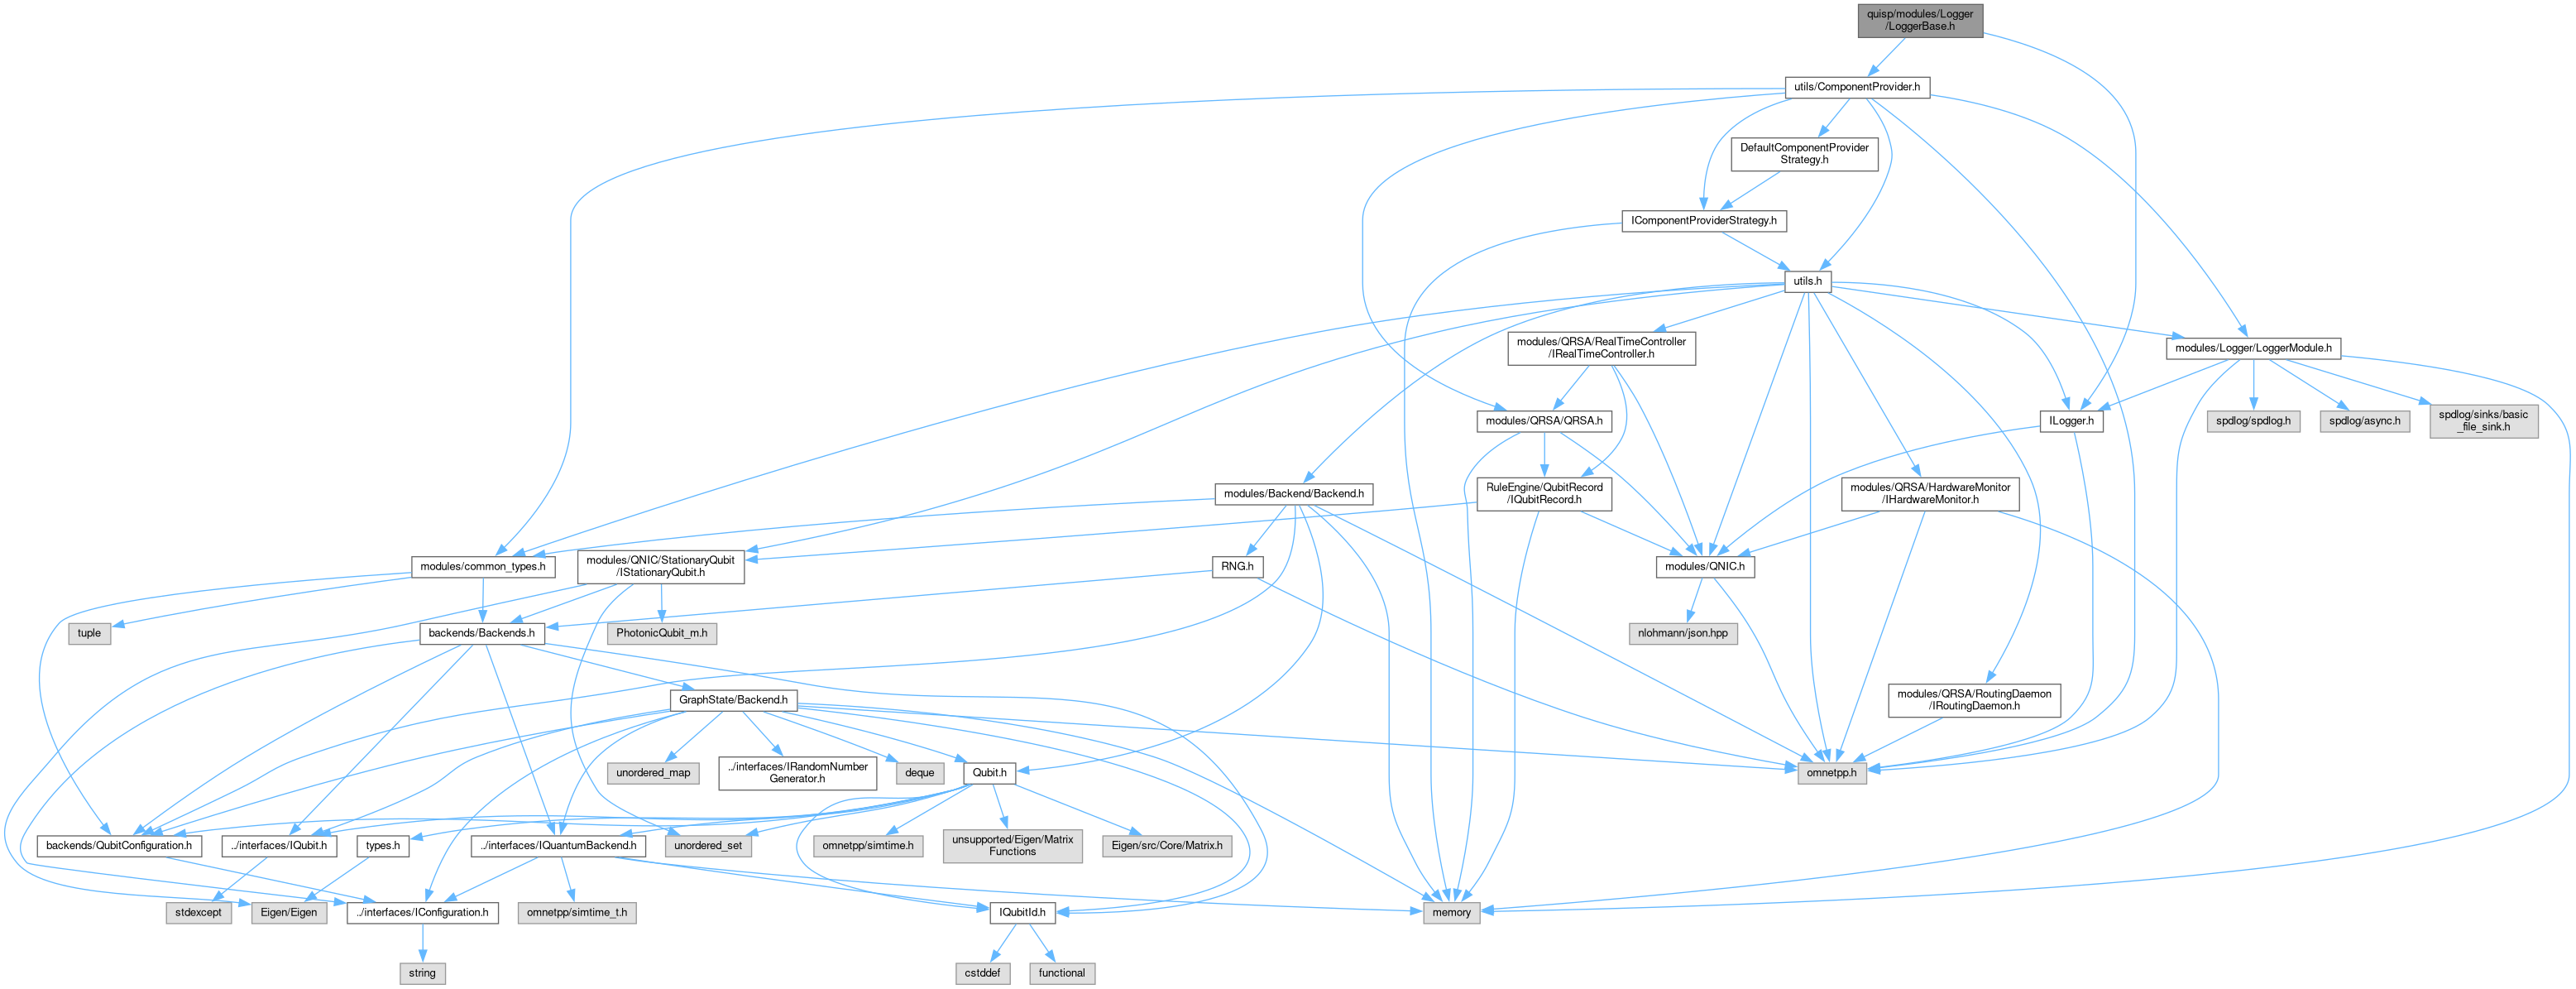 quisp/modules/Logger
/LoggerBase.h
utils/ComponentProvider.h
DefaultComponentProvider
Strategy.h
IComponentProviderStrategy.h
utils.h
modules/QRSA/RealTimeController
/IRealTimeController.h
modules/Logger/LoggerModule.h
modules/QRSA/QRSA.h
ILogger.h
spdlog/spdlog.h
spdlog/async.h
spdlog/sinks/basic
_file_sink.h
modules/Backend/Backend.h
RuleEngine/QubitRecord
/IQubitRecord.h
modules/QRSA/HardwareMonitor
/IHardwareMonitor.h
modules/common_types.h
modules/QNIC/StationaryQubit
/IStationaryQubit.h
RNG.h
modules/QNIC.h
tuple
backends/Backends.h
PhotonicQubit_m.h
nlohmann/json.hpp
GraphState/Backend.h
modules/QRSA/RoutingDaemon
/IRoutingDaemon.h
unordered_map
../interfaces/IRandomNumber
Generator.h
deque
Qubit.h
omnetpp.h
backends/QubitConfiguration.h
../interfaces/IQubit.h
types.h
../interfaces/IQuantumBackend.h
unordered_set
omnetpp/simtime.h
unsupported/Eigen/Matrix
Functions
Eigen/src/Core/Matrix.h
stdexcept
Eigen/Eigen
../interfaces/IConfiguration.h
omnetpp/simtime_t.h
IQubitId.h
memory
string
cstddef
functional